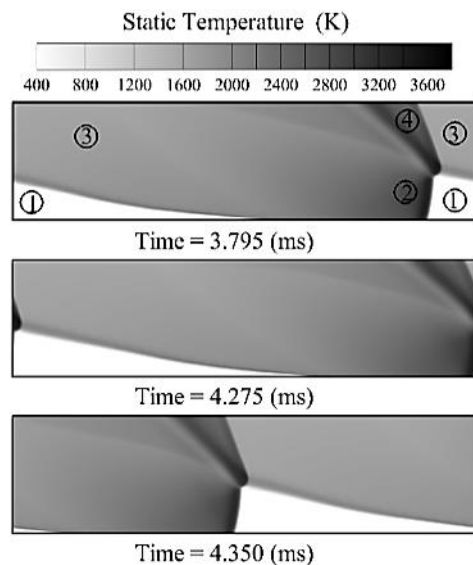 Static Temperature (K)
400 800 1200 1600 2000 2400 2800 3200 3600
③ ④ ③
① ② ①
Time = 3.795 (ms)
Time = 4.275 (ms)
Time = 4.350 (ms)